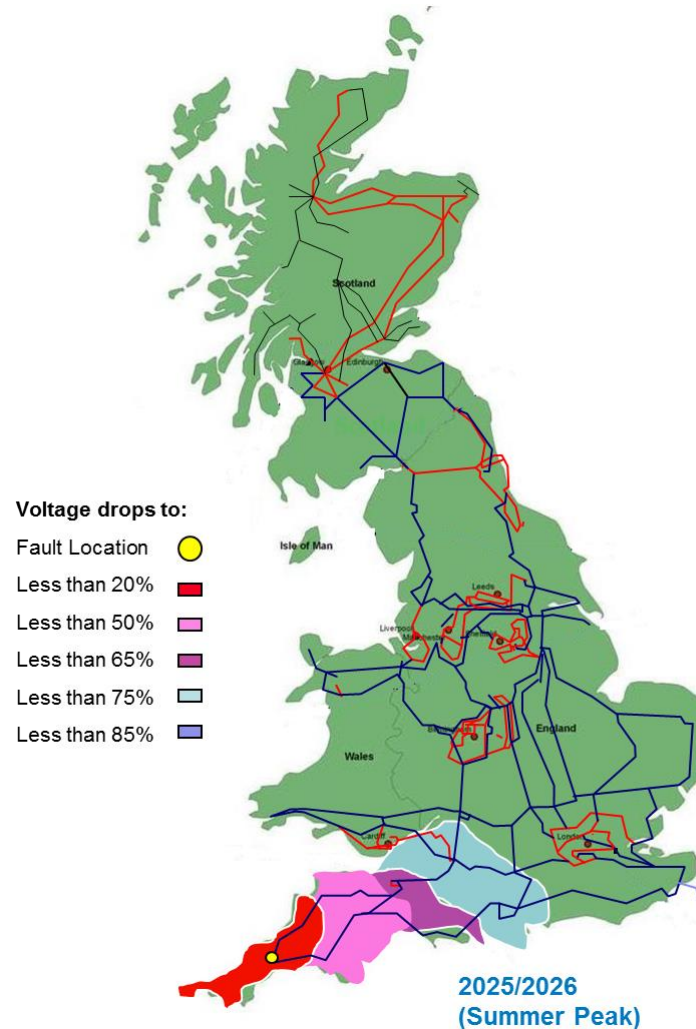 Scotland
Glasgow
Edinburgh
Voltage drops to:
Fault Location
Less than 20%
Less than 50%
Less than 65%
Less than 75%
Less than 85%
Isle of Man
Leeds
Liverpool
England
Wales
Cardiff
London
2025/2026
(Summer Peak)